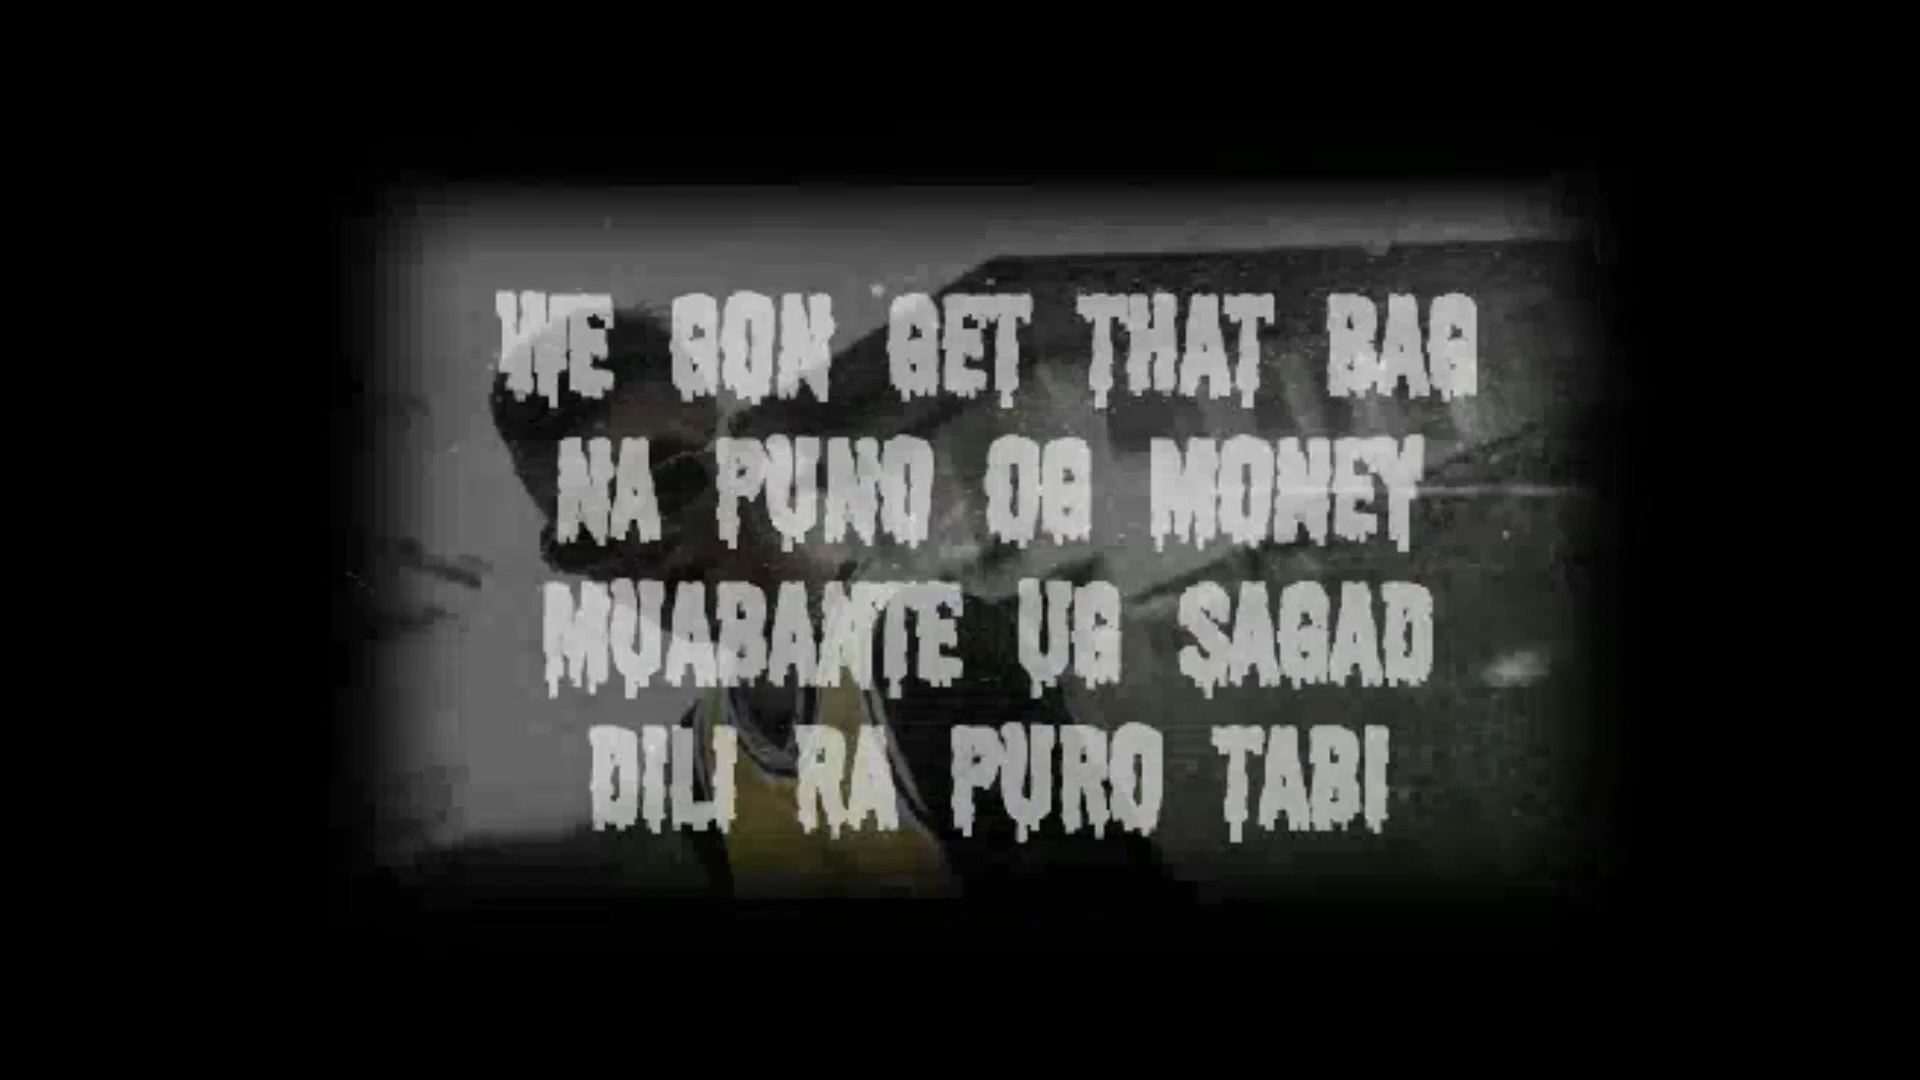 WE GON GET THAT BAG
NA PUNO OG MONEY
MUABANTE UG SAGAD
DILI RA PURO TABI